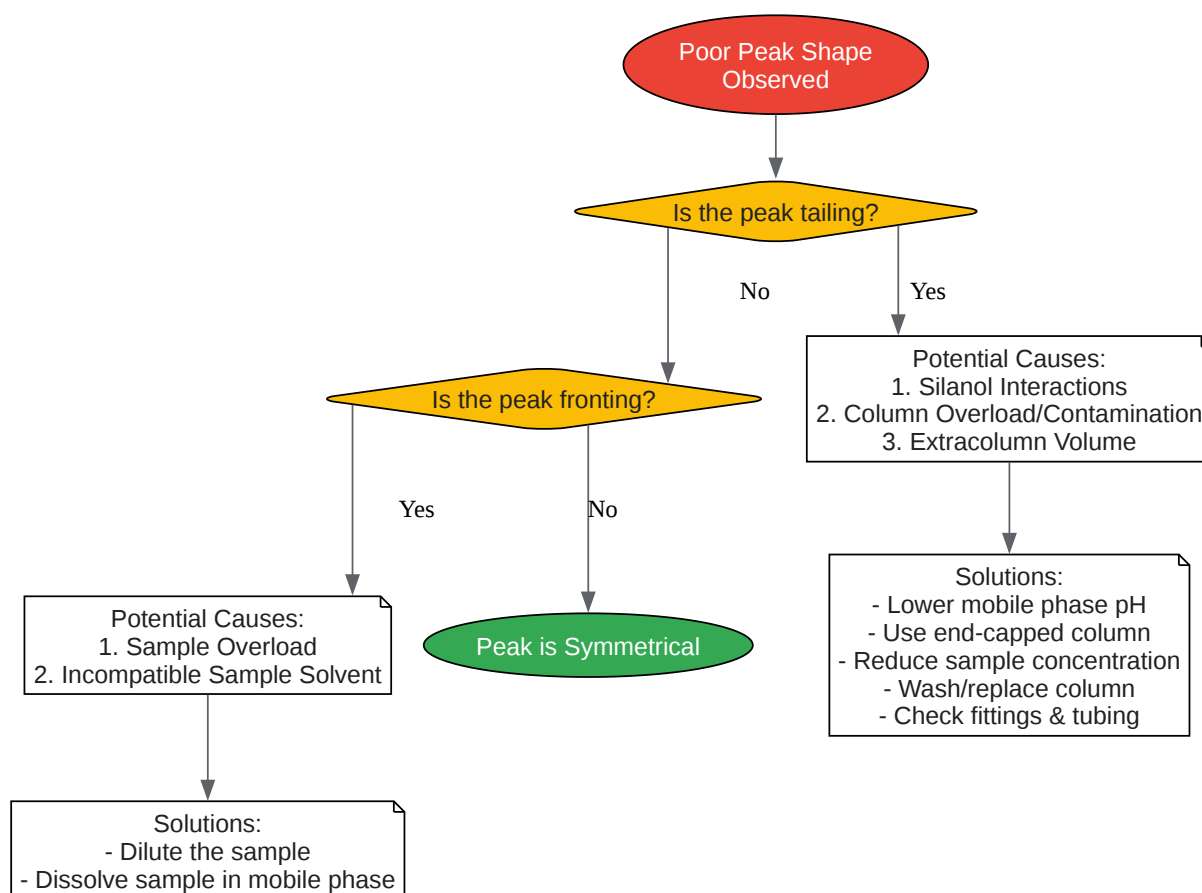 Poor Peak Shape
Observed
Is the peak tailing?
No
Yes
Potential Causes:
1. Silanol Interactions
2. Column Overload/Contamination
3. Extracolumn Volume
Is the peak fronting?
Yes
No
Solutions:
- Lower mobile phase pH
- Use end-capped column
- Reduce sample concentration
- Wash/replace column
- Check fittings & tubing
Potential Causes:
1. Sample Overload
2. Incompatible Sample Solvent
Peak is Symmetrical
Solutions:
- Dilute the sample
- Dissolve sample in mobile phase